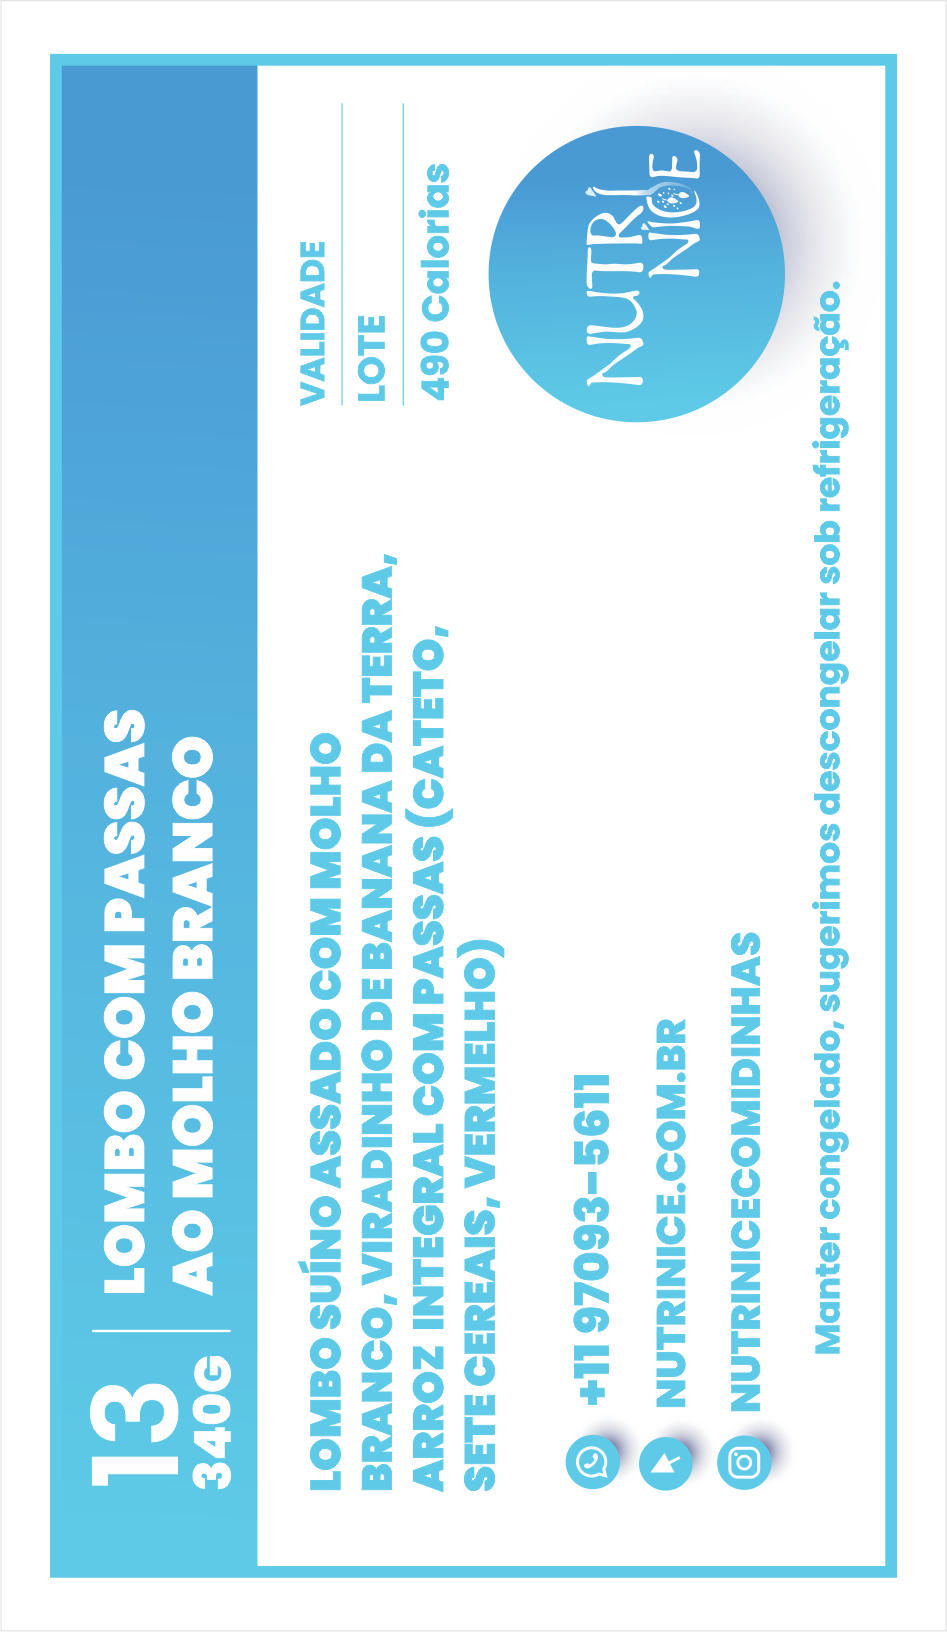 13
340G
LOMBO COM PASSAS
AO MOLHO BRANCO
LOMBO SUÍNO ASSADO COM MOLHO
BRANCO, VIRADINHO DE BANANA DA TERRA,
ARROZ INTEGRAL COM PASSAS (CATETO,
SETE CEREAIS, VERMELHO)
VALIDADE
LOTE
490 Calorias
+11 97093-5611
NUTRINICE.COM.BR
NUTRINICECOMIDINHAS
NUTRÍ
NÍCE
Manter congelado, sugerimos descongelar sob refrigeração.